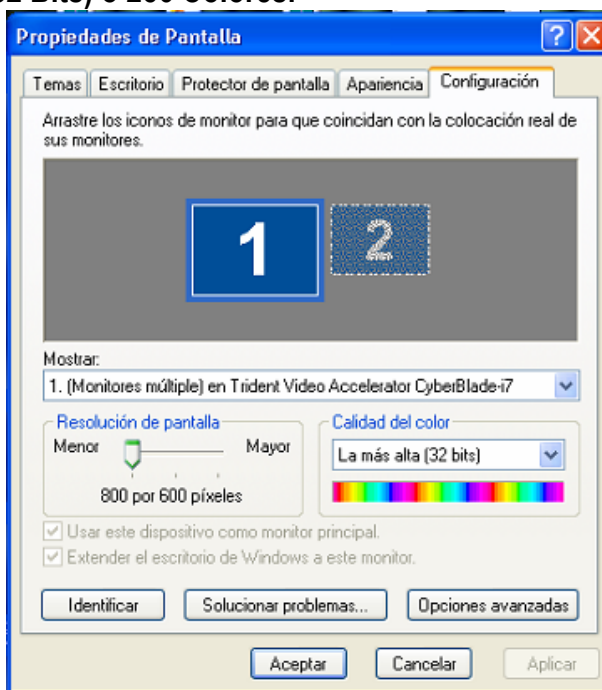 Propiedades de Pantalla
Temas Escritorio Protector de pantalla Apariencia Configuración
Arrastre los iconos de monitor para que coincidan con la colocación real de
sus monitores.
1 2
Mostrar:
1. (Monitores múltiple) en Trident Video Accelerator CyberBlade-i7
Resolución de pantalla
Menor Mayor
800 por 600 píxeles
Calidad del color
La más alta (32 bits)
Usar este dispositivo como monitor principal.
Extender el escritorio de Windows a este monitor.
Identificar Solucionar problemas... Opciones avanzadas
Aceptar Cancelar Aplicar